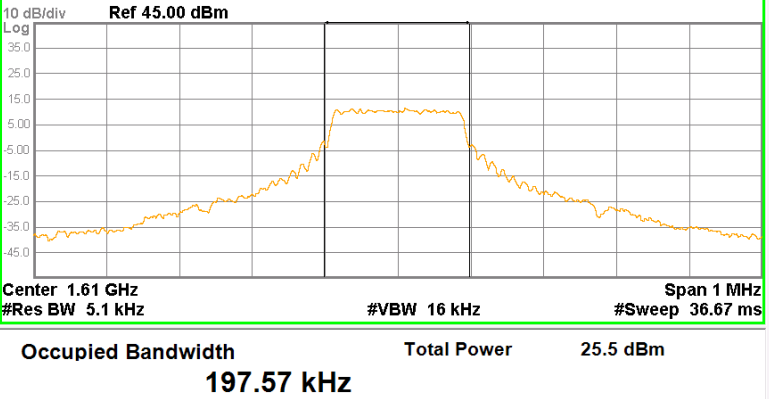 10 dB/div Ref 45.00 dBm
Log
35.0
25.0
15.0
5.00
-5.00
-15.0
-25.0
-35.0
-45.0
Center 1.61 GHz Span 1 MHz
#Res BW 5.1 kHz #VBW 16 kHz #Sweep 36.67 ms
Occupied Bandwidth Total Power 25.5 dBm
197.57 kHz